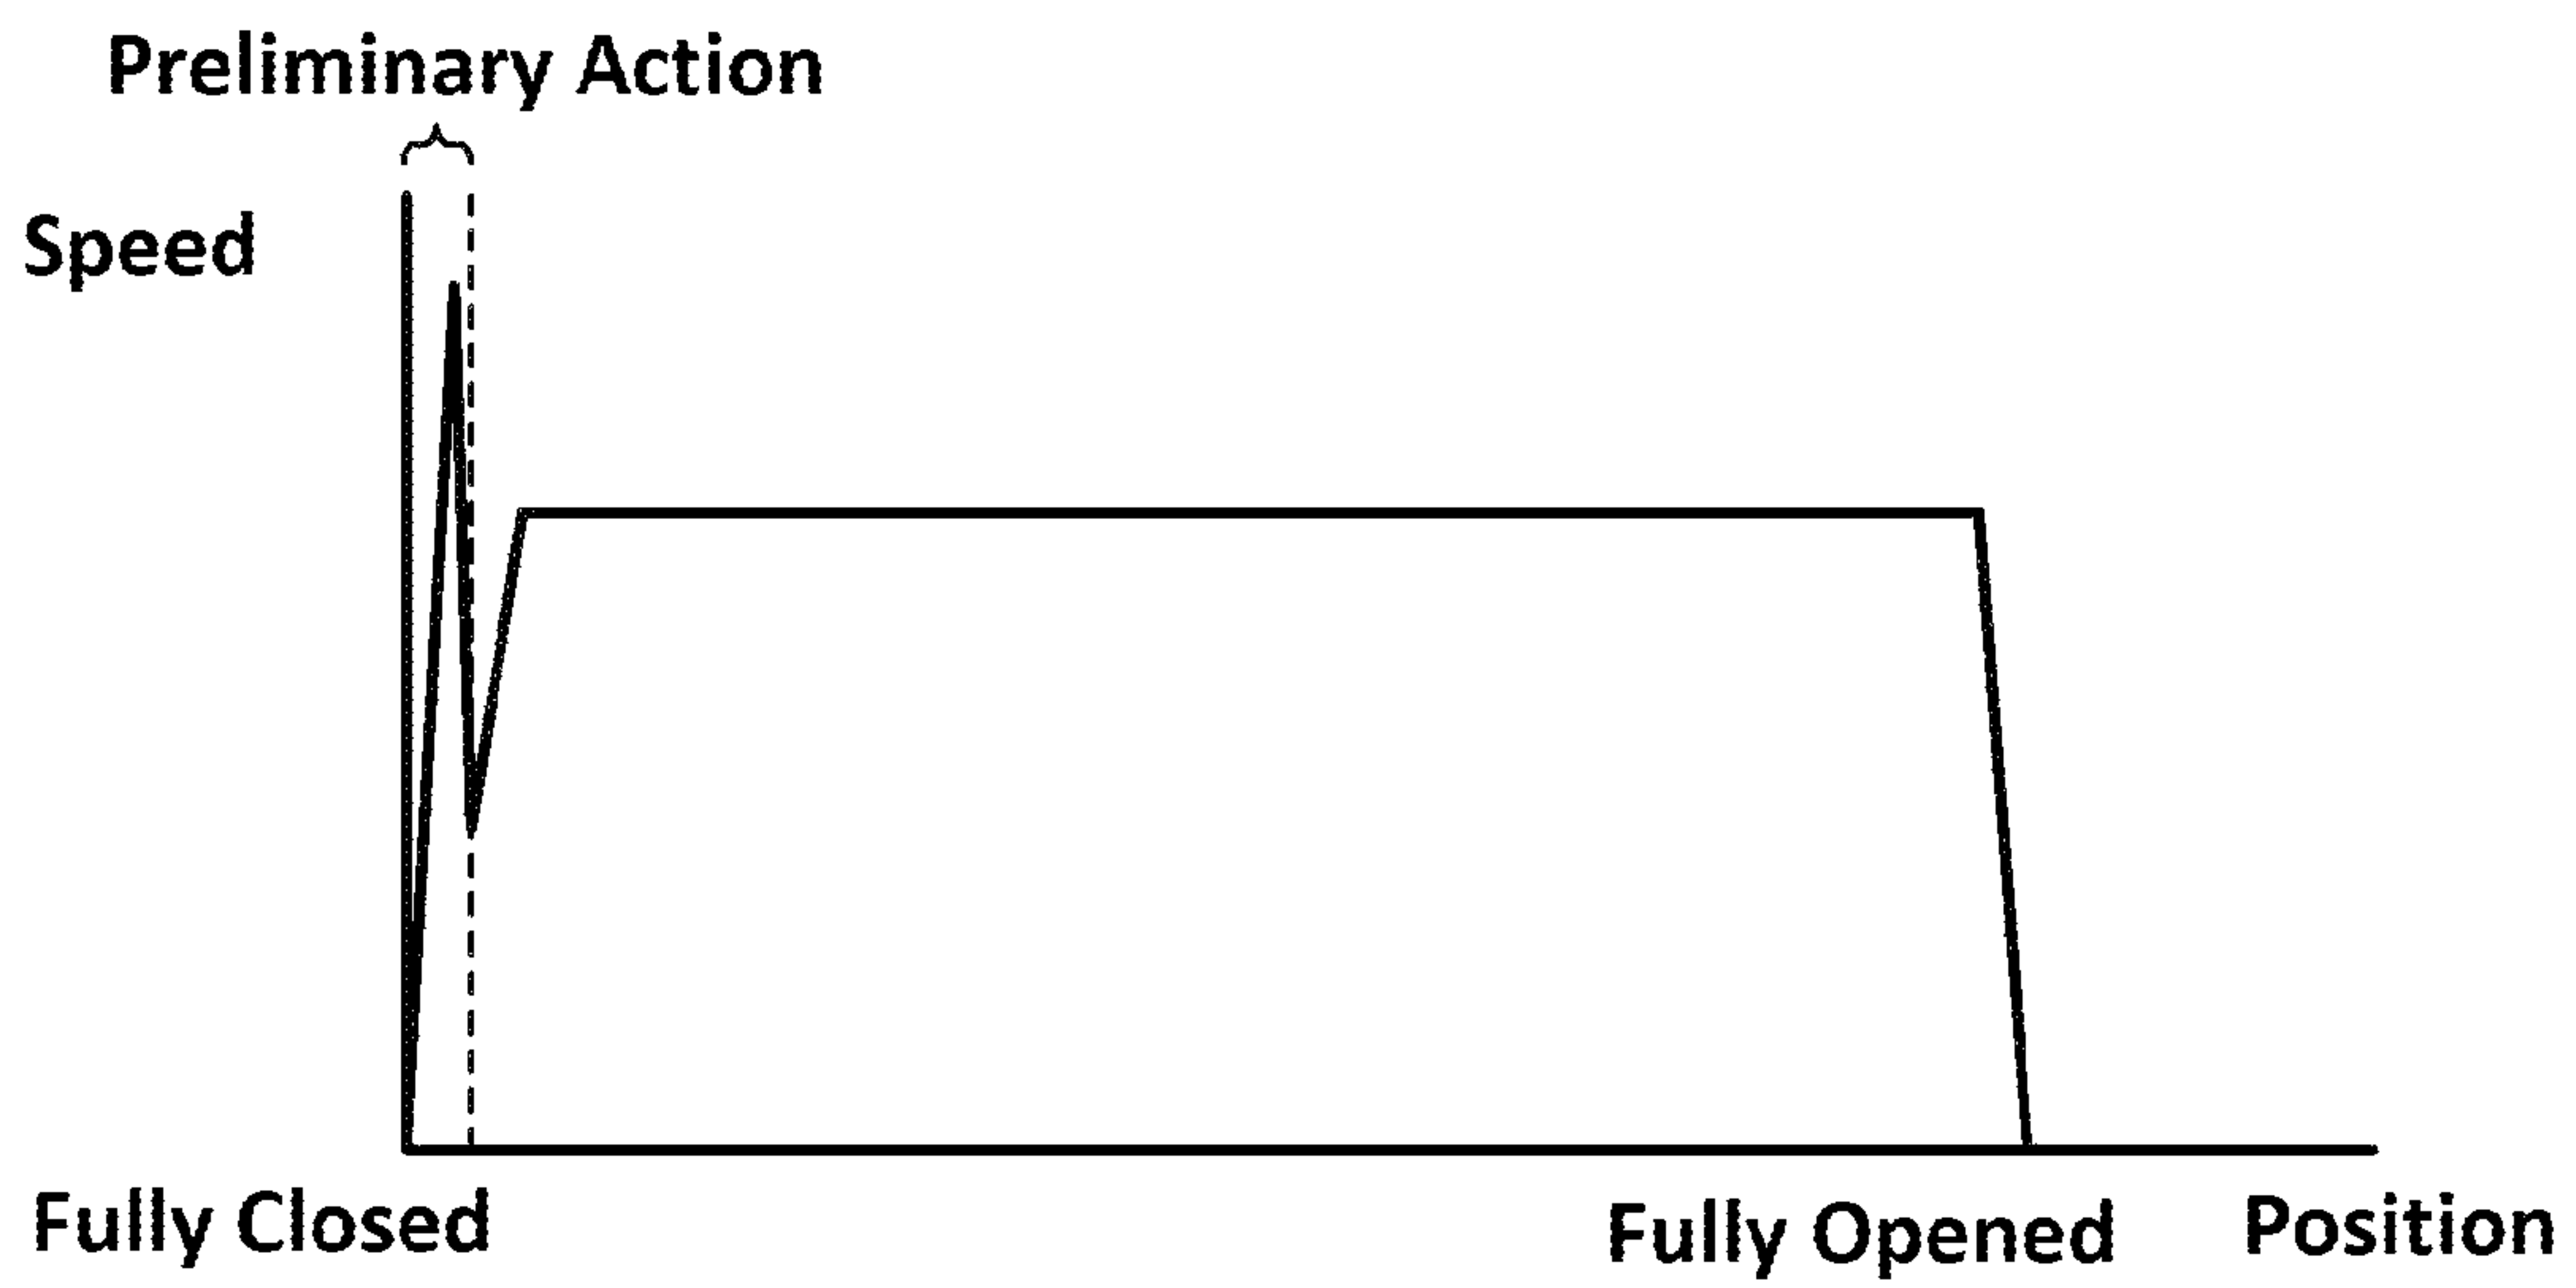 Preliminary Action
Speed
Fully Closed
Fully Opened
Position